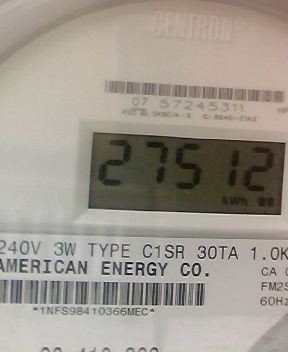 CENTRON
07 57245311
27512
kWh
240V 3W TYPE C1SR 30TA 1.0K
AMERICAN ENERGY CO.
CA
FM2S
60Hz
*1NFS98410366MEC*